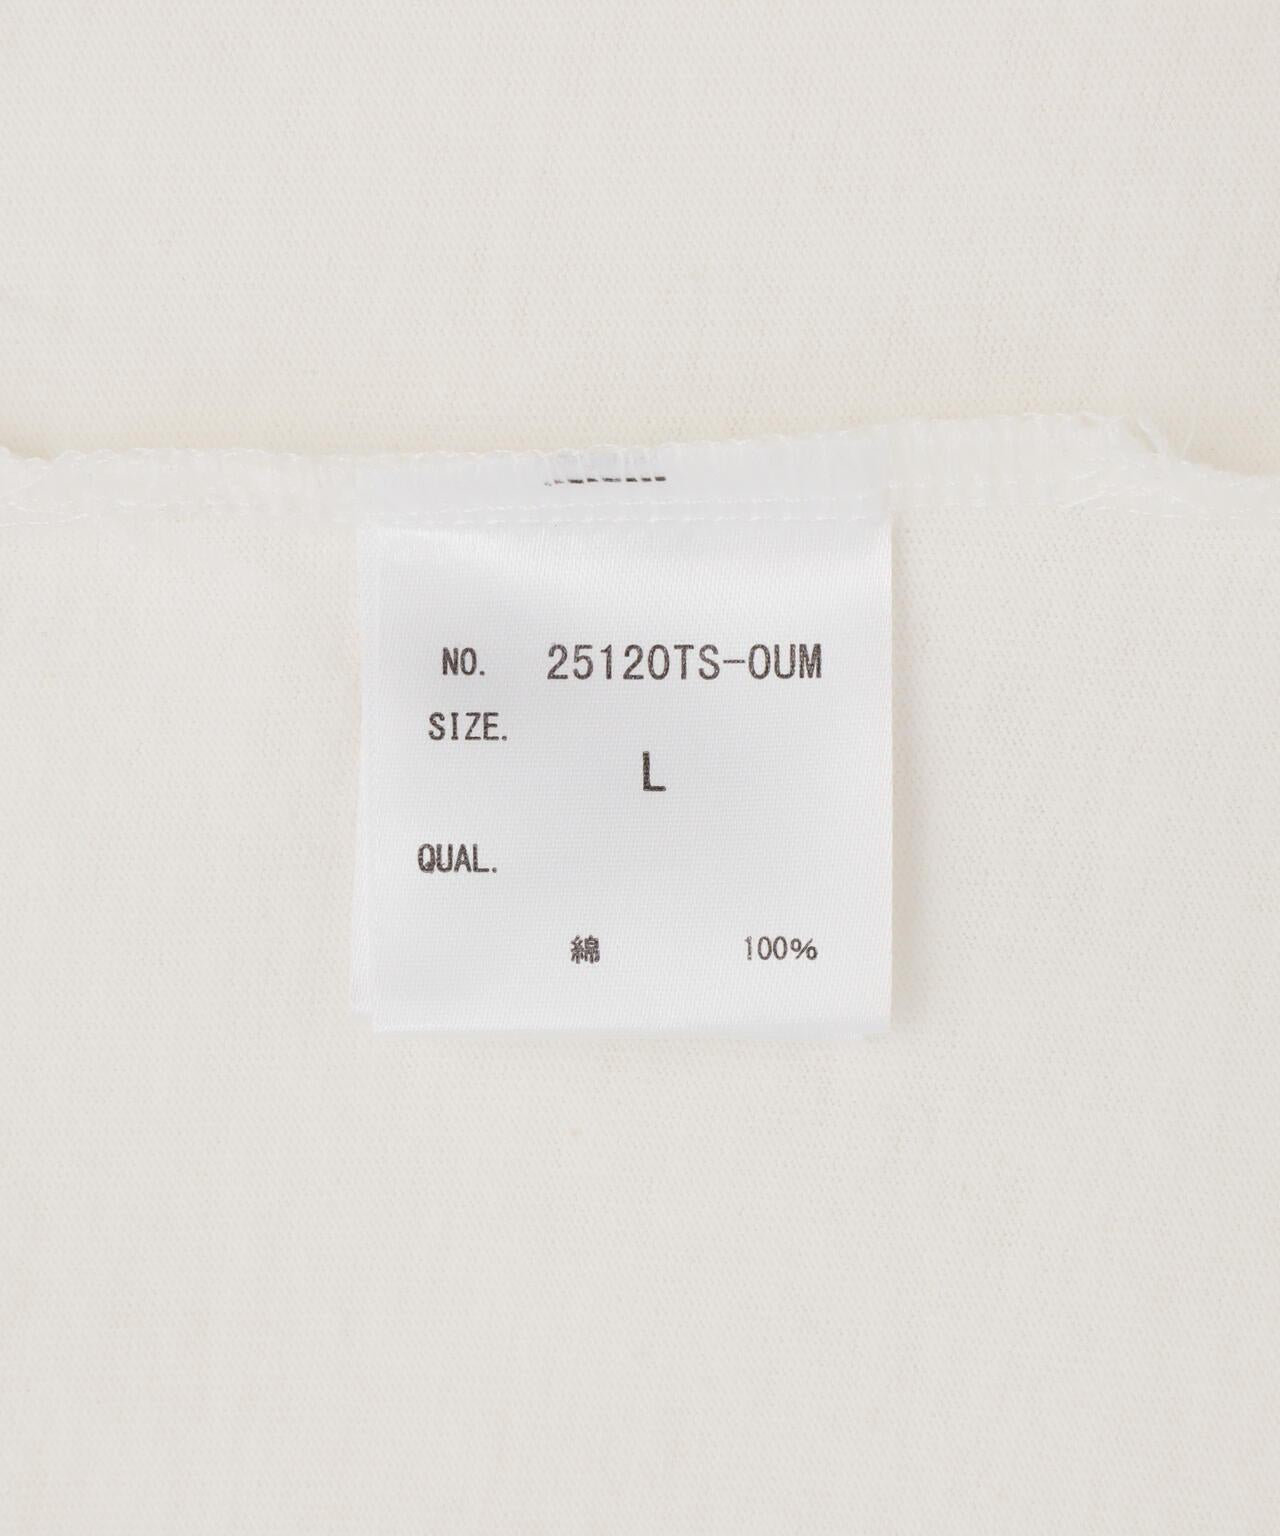 NO. 25120TS-OUM
SIZE.
L
QUAL.
綿 100%